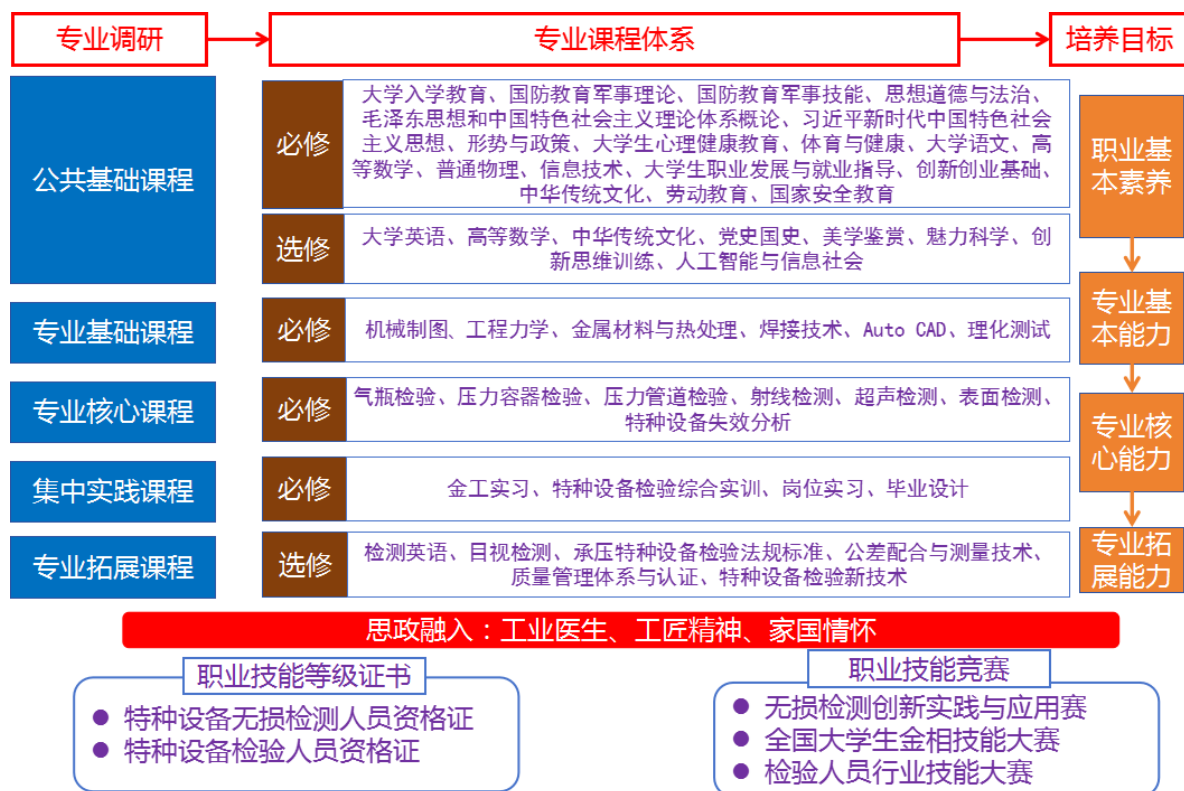 专业调研
专业课程体系
培养目标
公共基础课程
必修
大学入学教育、国防教育军事理论、国防教育军事技能、思想道德与法治、
毛泽东思想和中国特色社会主义理论体系概论、习近平新时代中国特色社会
主义思想、形势与政策、大学生心理健康教育、体育与健康、大学语文、高
等数学、普通物理、信息技术、大学生职业发展与就业指导、创新创业基础、
中华传统文化、劳动教育、国家安全教育
选修
大学英语、高等数学、中华传统文化、党史国史、美学鉴赏、魅力科学、创
新思维训练、人工智能与信息社会
职业基
本素养
专业基础课程
必修
机械制图、工程力学、金属材料与热处理、焊接技术、Auto CAD、理化测试
专业基
本能力
专业核心课程
必修
气瓶检验、压力容器检验、压力管道检验、射线检测、超声检测、表面检测、
特种设备失效分析
专业核
心能力
集中实践课程
必修
金工实习、特种设备检验综合实训、岗位实习、毕业设计
专业拓展课程
选修
检测英语、目视检测、承压特种设备检验法规标准、公差配合与测量技术、
质量管理体系与认证、特种设备检验新技术
专业拓
展能力
思政融入：工业医生、工匠精神、家国情怀
职业技能等级证书
● 特种设备无损检测人员资格证
● 特种设备检验人员资格证
职业技能竞赛
● 无损检测创新实践与应用赛
● 全国大学生金相技能大赛
● 检验人员行业技能大赛